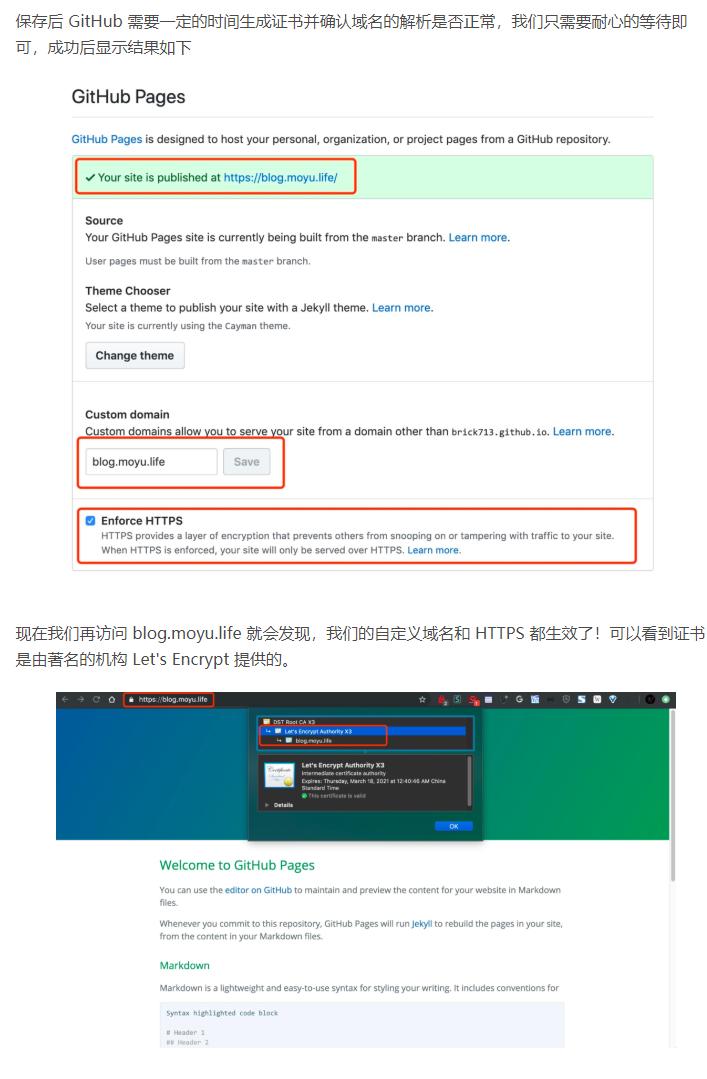 保存后 GitHub 需要一定的时间生成证书并确认域名的解析是否正常，我们只需要耐心的等待即
可，成功后显示结果如下
GitHub Pages
GitHub Pages is designed to host your personal, organization, or project pages from a GitHub repository.
✓ Your site is published at https://blog.moyu.life/
Source
Your GitHub Pages site is currently being built from the master branch. Learn more.
User pages must be built from the master branch.
Theme Chooser
Select a theme to publish your site with a Jekyll theme. Learn more.
Your site is currently using the Cayman theme.
Change theme
Custom domain
Custom domains allow you to serve your site from a domain other than brick713.github.io. Learn more.
blog.moyu.life Save
Enforce HTTPS
HTTPS provides a layer of encryption that prevents others from snooping on or tampering with traffic to your site.
When HTTPS is enforced, your site will only be served over HTTPS. Learn more.
现在我们再访问 blog.moyu.life 就会发现，我们的自定义域名和 HTTPS 都生效了！可以看到证书
是由著名的机构 Let's Encrypt 提供的。
https://blog.moyu.life
DST Root CA X3
Let's Encrypt Authority X3
blog.moyu.life
Let's Encrypt Authority X3
Intermediate certificate authority
Expires: Thursday, March 18, 2021 at 12:40:46 AM China
Standard Time
This certificate is valid
Details
OK
Welcome to GitHub Pages
You can use the editor on GitHub to maintain and preview the content for your website in Markdown
files.
Whenever you commit to this repository, GitHub Pages will run Jekyll to rebuild the pages in your site,
from the content in your Markdown files.
Markdown
Markdown is a lightweight and easy-to-use syntax for styling your writing. It includes conventions for
Syntax highlighted code block
# Header 1
## Header 2